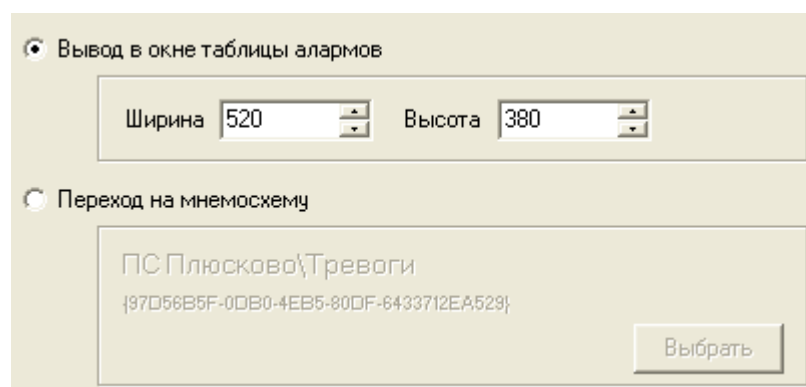 Вывод в окне таблицы алармов
Ширина 520 Высота 380
Переход на мнемосхему
ПС Плюсково\Тревоги
{97D56B5F-0DB0-4EB5-80DF-6433712EA529}
Выбрать